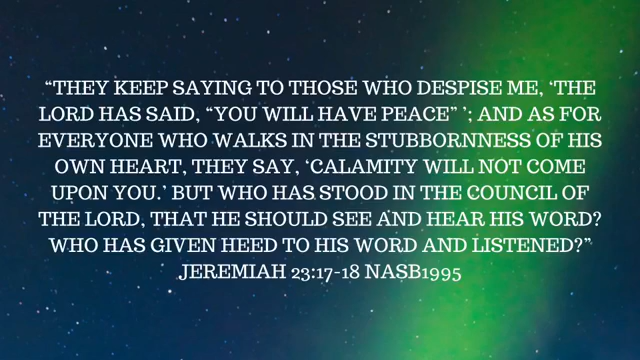 “THEY KEEP SAYING TO THOSE WHO DESPISE ME, ‘THE
LORD HAS SAID, “YOU WILL HAVE PEACE” ’; AND AS FOR
EVERYONE WHO WALKS IN THE STUBBORNNESS OF HIS
OWN HEART, THEY SAY, ‘CALAMITY WILL NOT COME
UPON YOU.’ BUT WHO HAS STOOD IN THE COUNCIL OF
THE LORD, THAT HE SHOULD SEE AND HEAR HIS WORD?
WHO HAS GIVEN HEED TO HIS WORD AND LISTENED?”
JEREMIAH 23:17-18 NASB1995